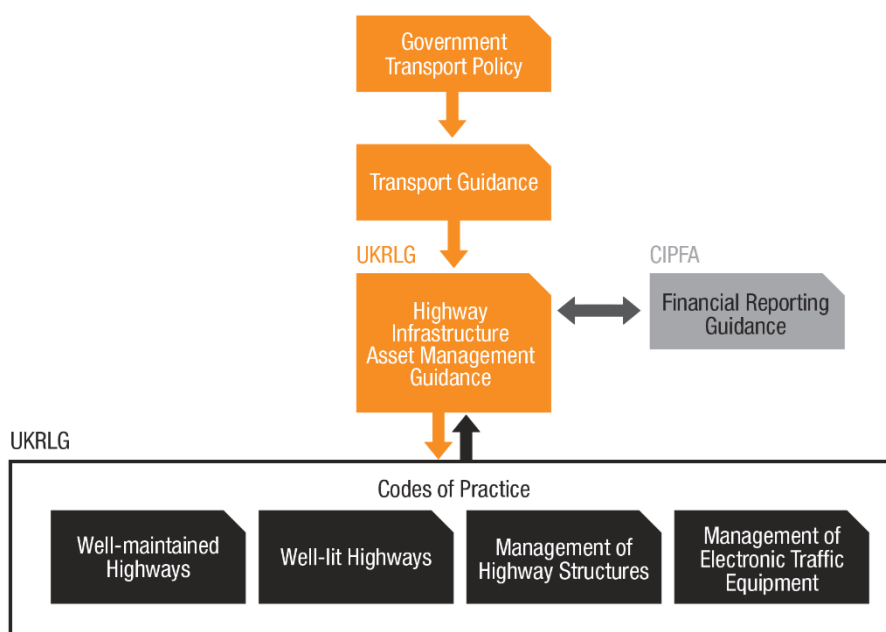 Government
Transport Policy
Transport Guidance
UKRLG
CIPFA
Highway
Infrastructure
Asset Management
Guidance
Financial Reporting
Guidance
UKRLG
Codes of Practice
Well-maintained
Highways
Well-lit Highways
Management of
Highway Structures
Management of
Electronic Traffic
Equipment